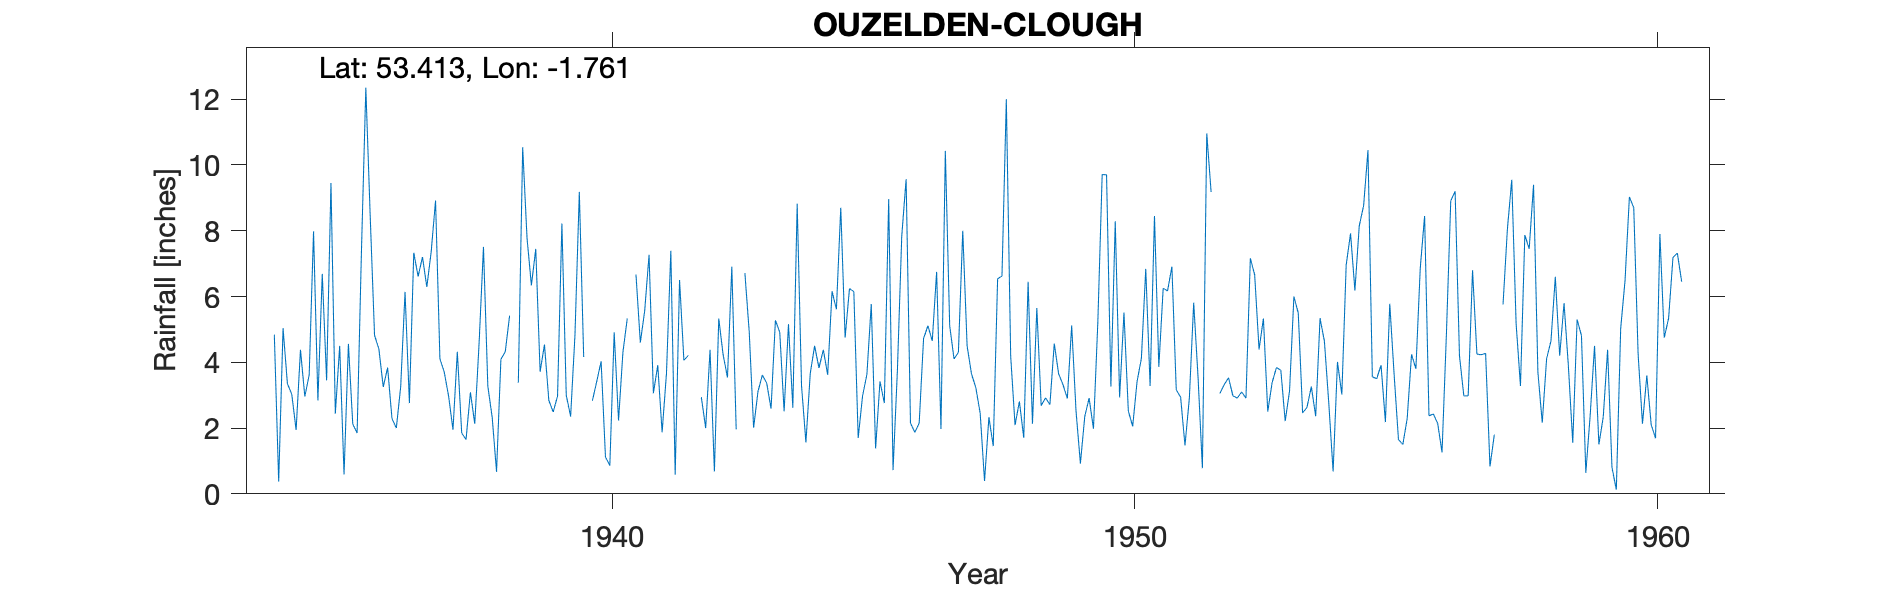 OUZELDEN-CLOUGH
Lat: 53.413, Lon: -1.761
Rainfall [inches]
12
10
8
6
4
2
0
1940 1950 1960
Year